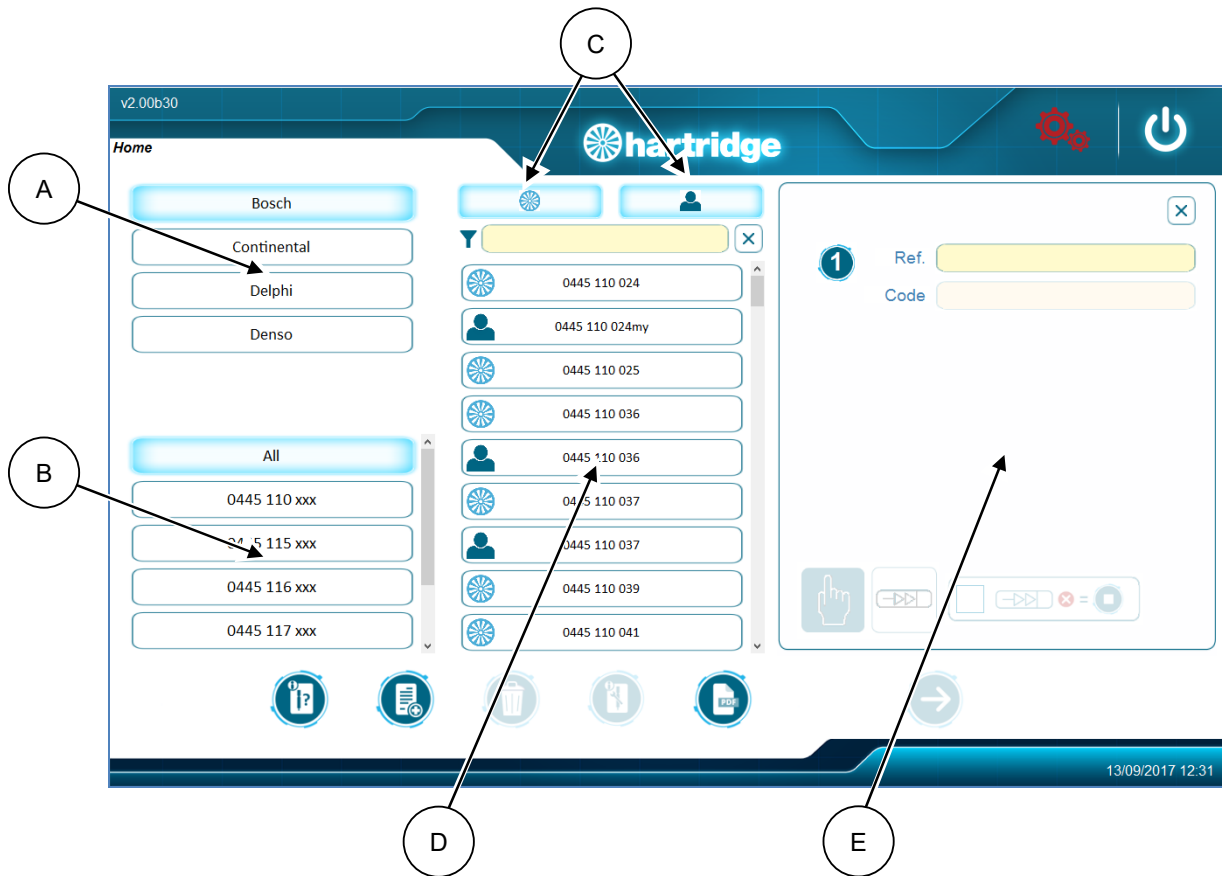 C
v2.00b30
hartridge
Home
A
Bosch
Continental
Delphi
Denso
B
All
0445 110 xxx
0445 115 xxx
0445 116 xxx
0445 117 xxx
0445 110 024
0445 110 024my
0445 110 025
0445 110 036
0445 110 036
0445 110 037
0445 110 037
0445 110 039
0445 110 041
1
Ref.
Code
=
?
PDF
13/09/2017 12:31
D
E